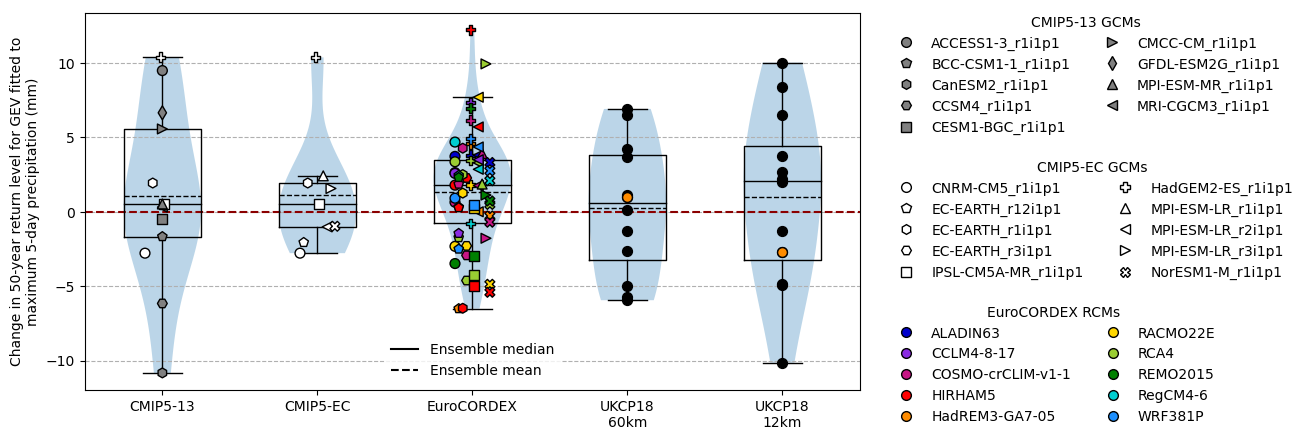 Change in 50-year return level for GEV fitted to
maximum 5-day precipitation (mm)
10
5
0
−5
−10
CMIP5-13
CMIP5-EC
EuroCORDEX
UKCP18
60km
UKCP18
12km
Ensemble median
Ensemble mean
CMIP5-13 GCMs
ACCESS1-3_r1i1p1
BCC-CSM1-1_r1i1p1
CanESM2_r1i1p1
CCSM4_r1i1p1
CESM1-BGC_r1i1p1
CMCC-CM_r1i1p1
GFDL-ESM2G_r1i1p1
MPI-ESM-MR_r1i1p1
MRI-CGCM3_r1i1p1
CMIP5-EC GCMs
CNRM-CM5_r1i1p1
EC-EARTH_r12i1p1
EC-EARTH_r1i1p1
EC-EARTH_r3i1p1
IPSL-CM5A-MR_r1i1p1
HadGEM2-ES_r1i1p1
MPI-ESM-LR_r1i1p1
MPI-ESM-LR_r2i1p1
MPI-ESM-LR_r3i1p1
NorESM1-M_r1i1p1
EuroCORDEX RCMs
ALADIN63
CCLM4-8-17
COSMO-crCLIM-v1-1
HIRHAM5
HadREM3-GA7-05
RACMO22E
RCA4
REMO2015
RegCM4-6
WRF381P